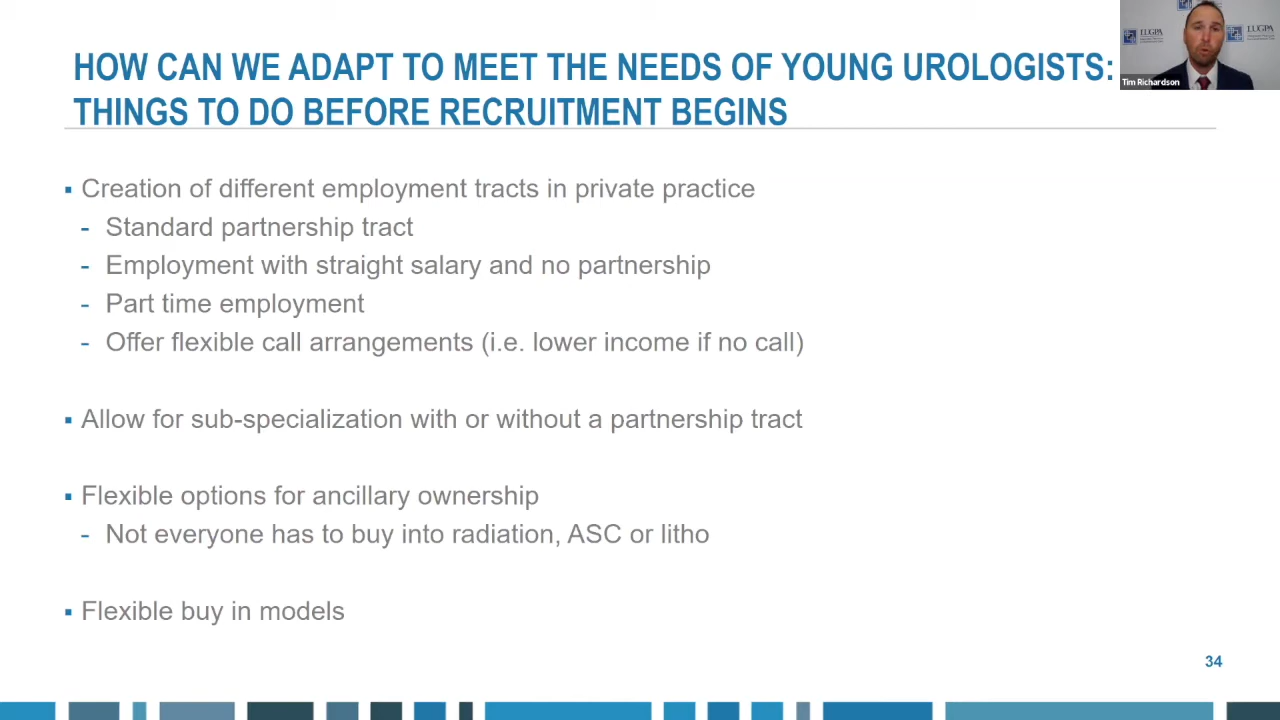 HOW CAN WE ADAPT TO MEET THE NEEDS OF YOUNG UROLOGISTS:
THINGS TO DO BEFORE RECRUITMENT BEGINS
LUGPA
LUGPA
Tim Richardson
▪ Creation of different employment tracts in private practice
- Standard partnership tract
- Employment with straight salary and no partnership
- Part time employment
- Offer flexible call arrangements (i.e. lower income if no call)
▪ Allow for sub-specialization with or without a partnership tract
▪ Flexible options for ancillary ownership
- Not everyone has to buy into radiation, ASC or litho
▪ Flexible buy in models
34